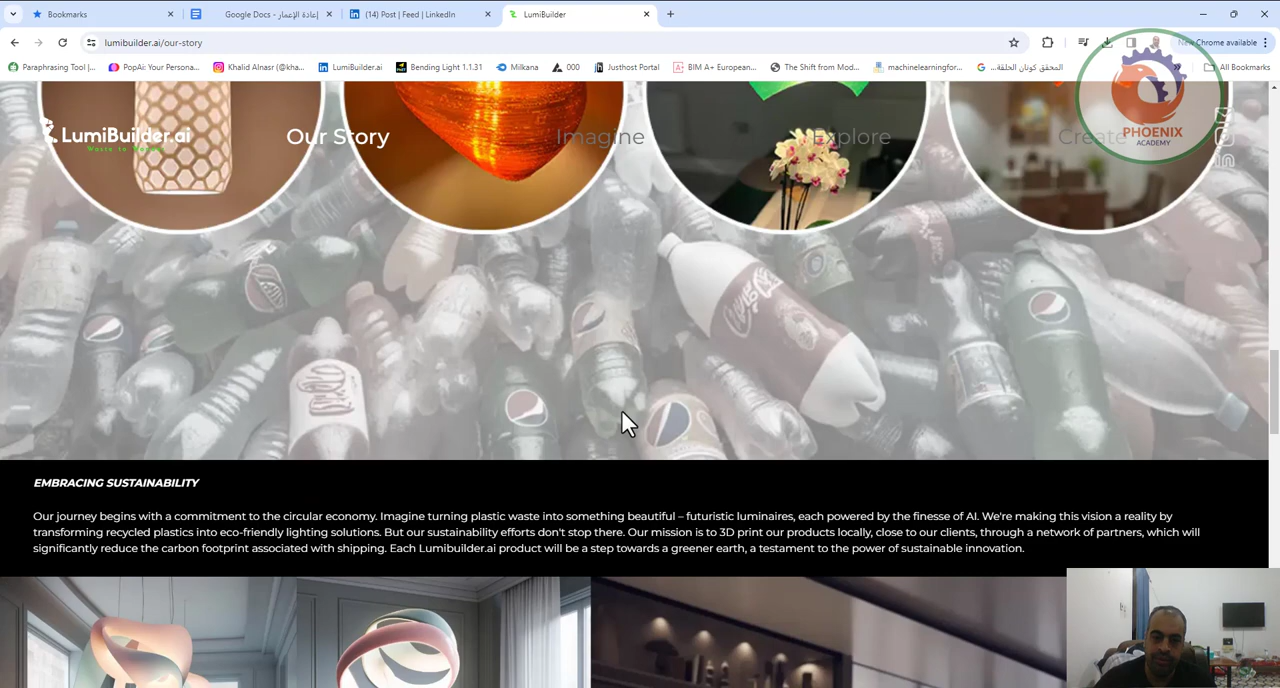 Bookmarks
Google Docs - إعادة الإعمار
(14) Post | Feed | LinkedIn
LumiBuilder
lumibuilder.ai/our-story
New Chrome available
Paraphrasing Tool |...
PopAi: Your Persona...
Khalid Alnasr (@kha...
LumiBuilder.ai
Bending Light 1.1.31
Milkana
000
Justhost Portal
BIM A+ European...
The Shift from Mod...
machinelearningfor...
المحقق كونان الحلقة...
All Bookmarks
LumiBuilder.ai
Our Story
Imagine
Explore
Create
PHOENIX
ACADEMY
EMBRACING SUSTAINABILITY
Our journey begins with a commitment to the circular economy. Imagine turning plastic waste into something beautiful – futuristic luminaires, each powered by the finesse of AI. We're making this vision a reality by
transforming recycled plastics into eco-friendly lighting solutions. But our sustainability efforts don't stop there. Our mission is to 3D print our products locally, close to our clients, through a network of partners, which will
significantly reduce the carbon footprint associated with shipping. Each Lumibuilder.ai product will be a step towards a greener earth, a testament to the power of sustainable innovation.